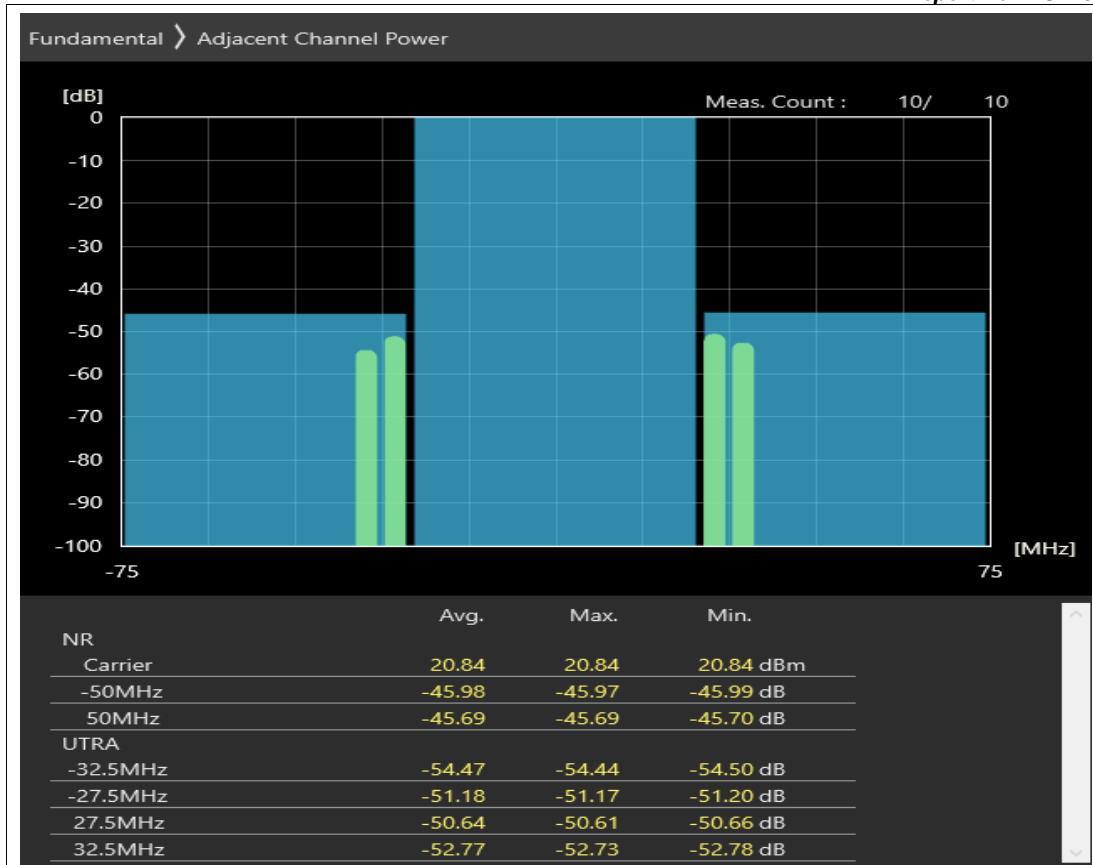 Fundamental ❯ Adjacent Channel Power
[dB]
Meas. Count : 10/ 10
0
-10
-20
-30
-40
-50
-60
-70
-80
-90
-100
[MHz]
-75 75
Avg. Max. Min.
NR
Carrier 20.84 20.84 20.84 dBm
-50MHz -45.98 -45.97 -45.99 dB
50MHz -45.69 -45.69 -45.70 dB
UTRA
-32.5MHz -54.47 -54.44 -54.50 dB
-27.5MHz -51.18 -51.17 -51.20 dB
27.5MHz -50.64 -50.61 -50.66 dB
32.5MHz -52.77 -52.73 -52.78 dB